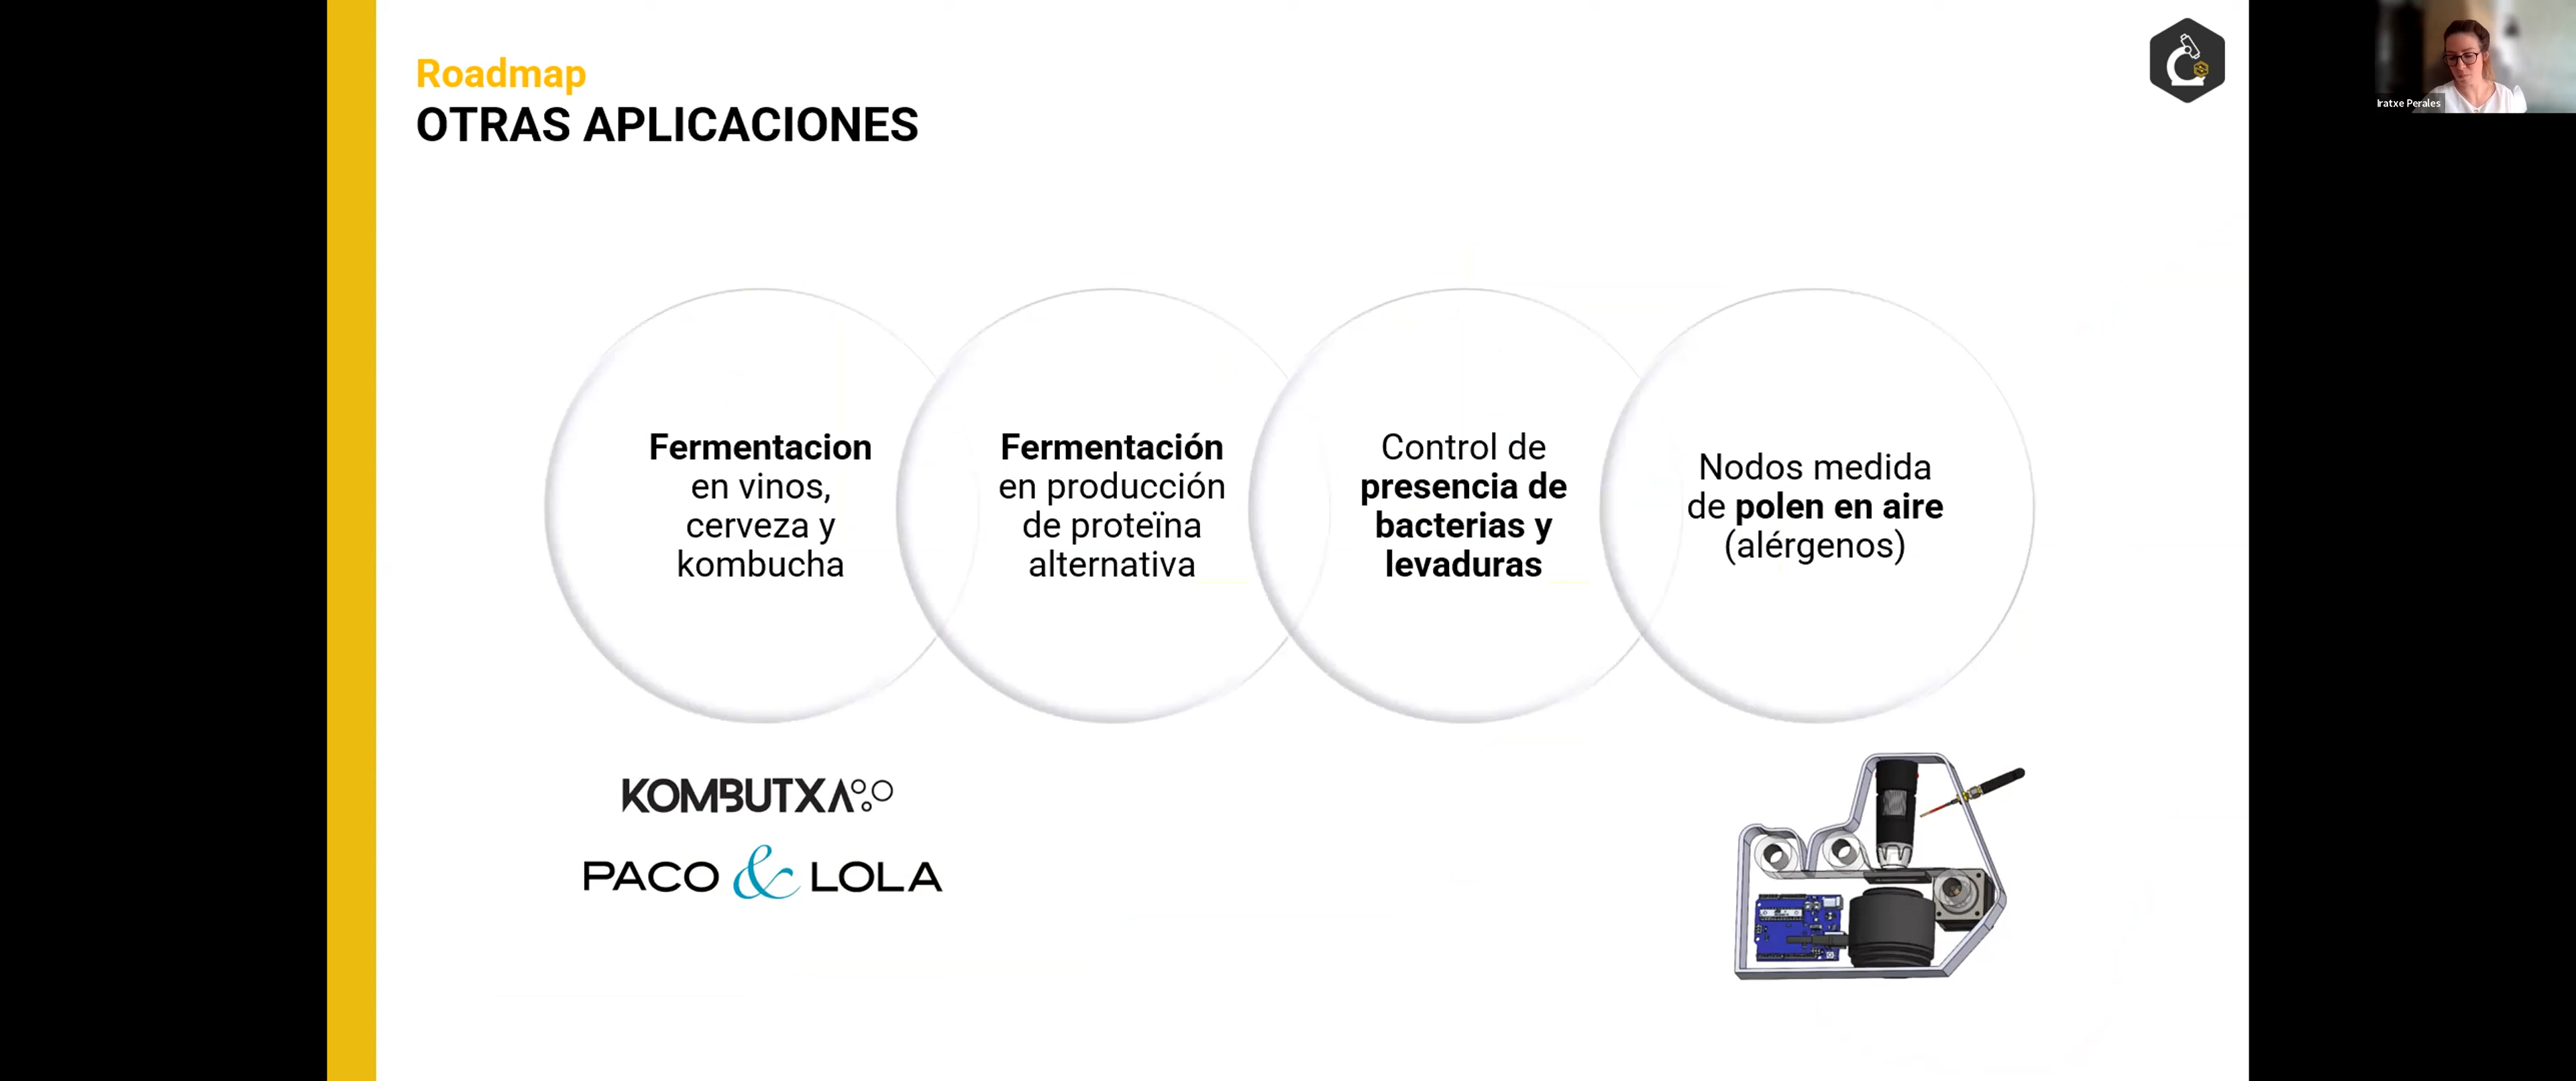 Roadmap
OTRAS APLICACIONES
Iratxe Perales
Fermentacion
en vinos,
cerveza y
kombucha
Fermentación
en producción
de proteïna
alternativa
Control de
presencia de
bacterias y
levaduras
Nodos medida
de polen en aire
(alérgenos)
KOMBUTXA
PACO & LOLA